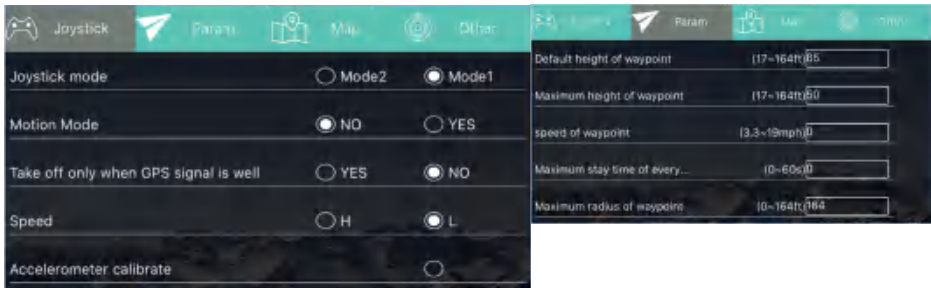 Joystick Param Map Other
Joystick mode Mode2 Mode1
Motion Mode NO YES
Take off only when GPS signal is well YES NO
Speed H L
Accelerometer calibrate
Param Other
Default height of waypoint (17~164ft) 65
Maximum height of waypoint (17~164ft) 50
speed of waypoint (3.3~19mph) 0
Maximum stay time of every... (0~60s) 0
Maximum radius of waypoint (0~164ft) 164